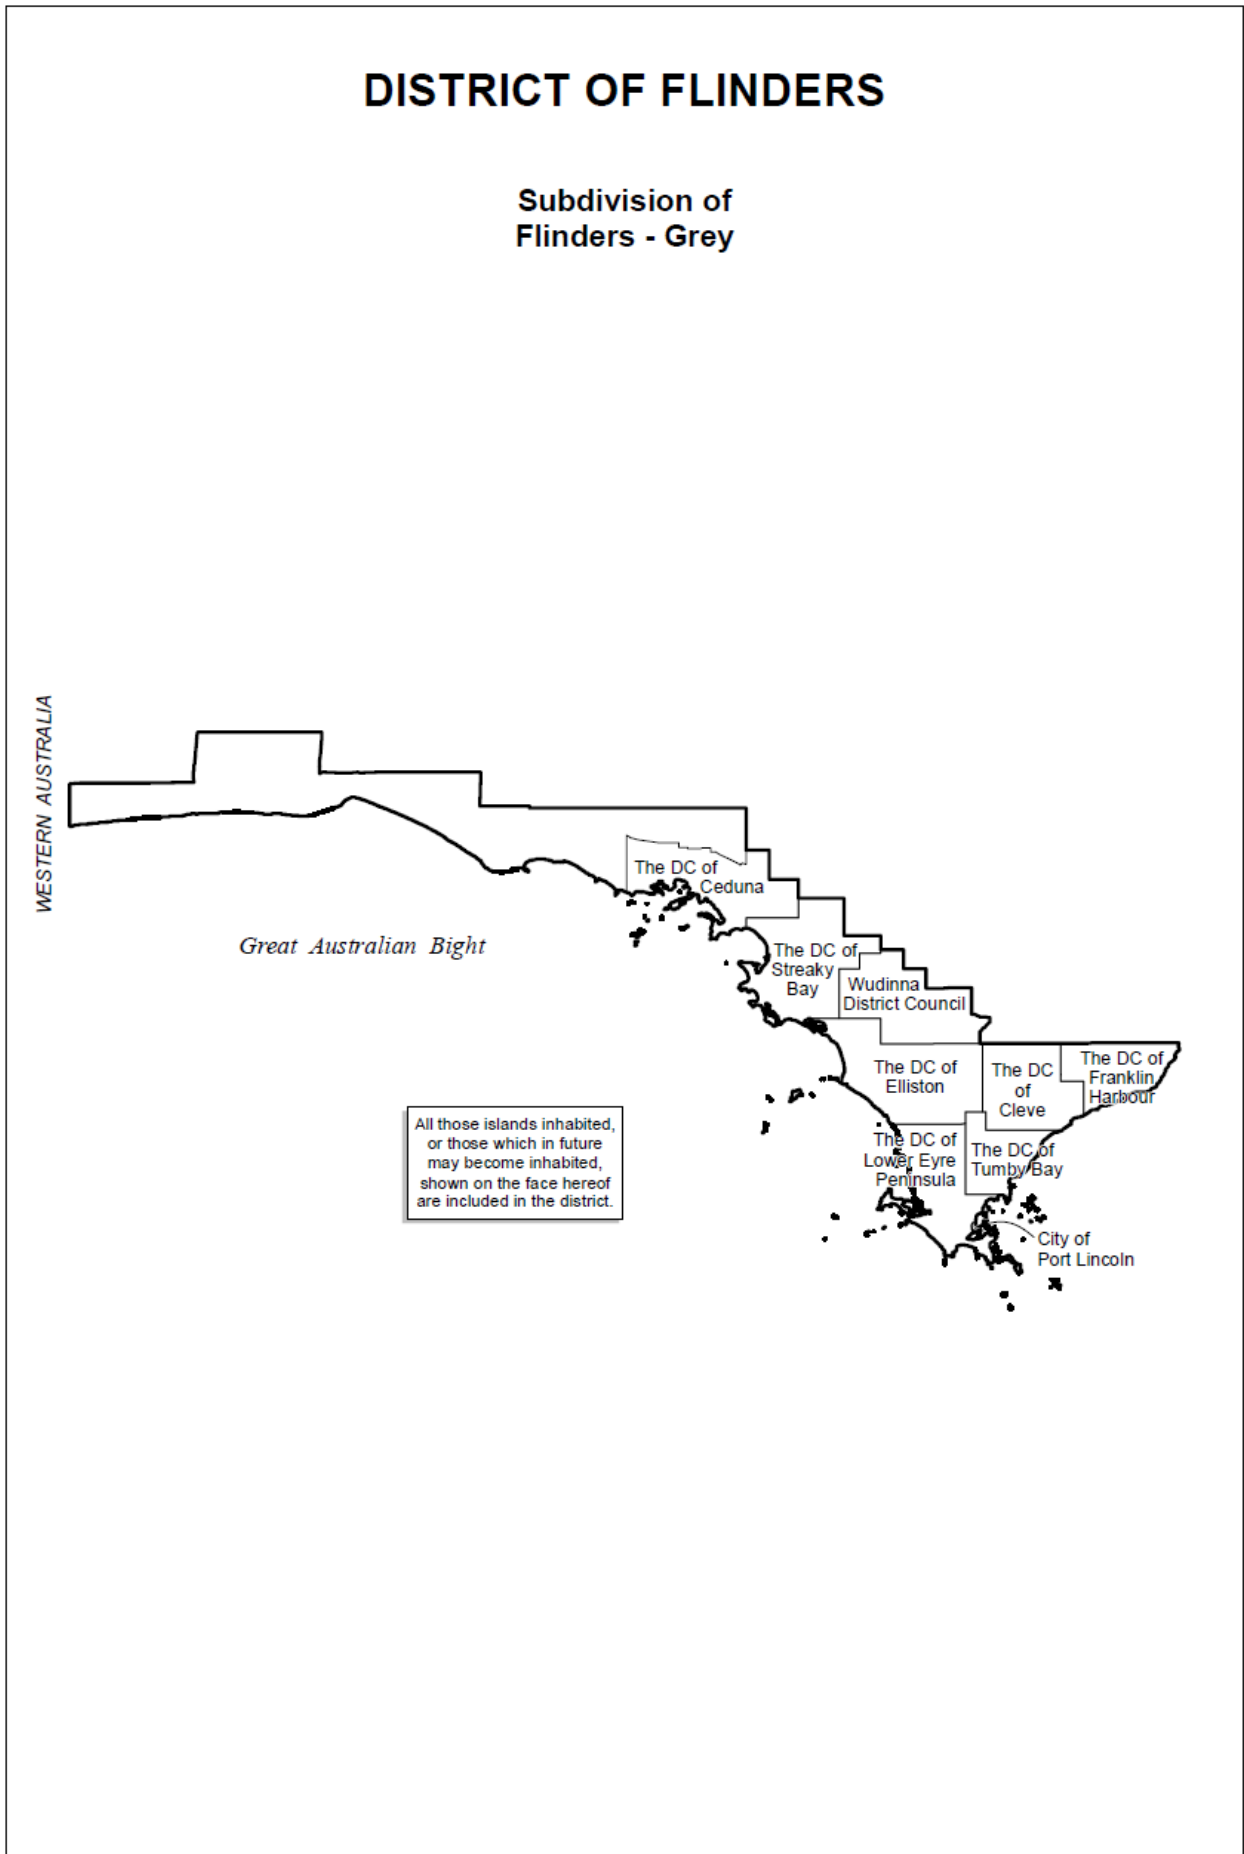 DISTRICT OF FLINDERS
Subdivision of
Flinders - Grey
WESTERN AUSTRALIA
The DC of
Ceduna
Great Australian Bight
The DC of
Streaky
Bay
Wudinna
District Council
The DC of
Elliston
The DC
of
Cleve
The DC of
Franklin
Harbour
The DC of
Lower Eyre
Peninsula
The DC of
Tumby Bay
All those islands inhabited,
or those which in future
may become inhabited,
shown on the face hereof
are included in the district.
City of
Port Lincoln